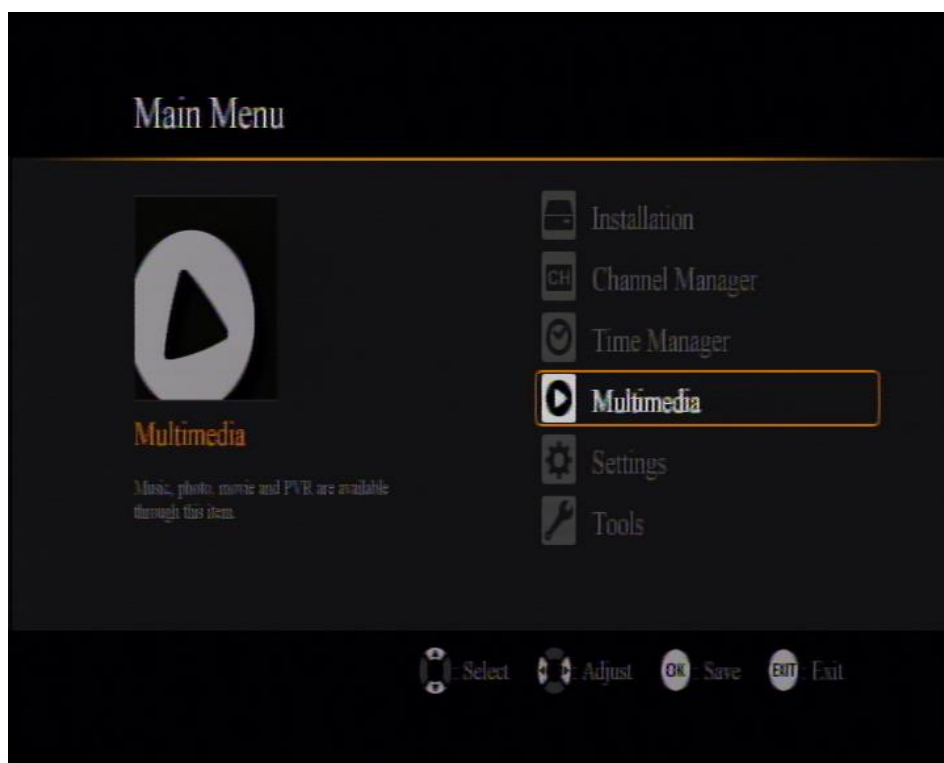 Main Menu
Installation
CH
Channel Manager
Time Manager
Multimedia
Multimedia
Settings
Music, photo, movie and PVR are available
through this item.
Tools
: Select
: Adjust
OK : Save
EXIT : Exit